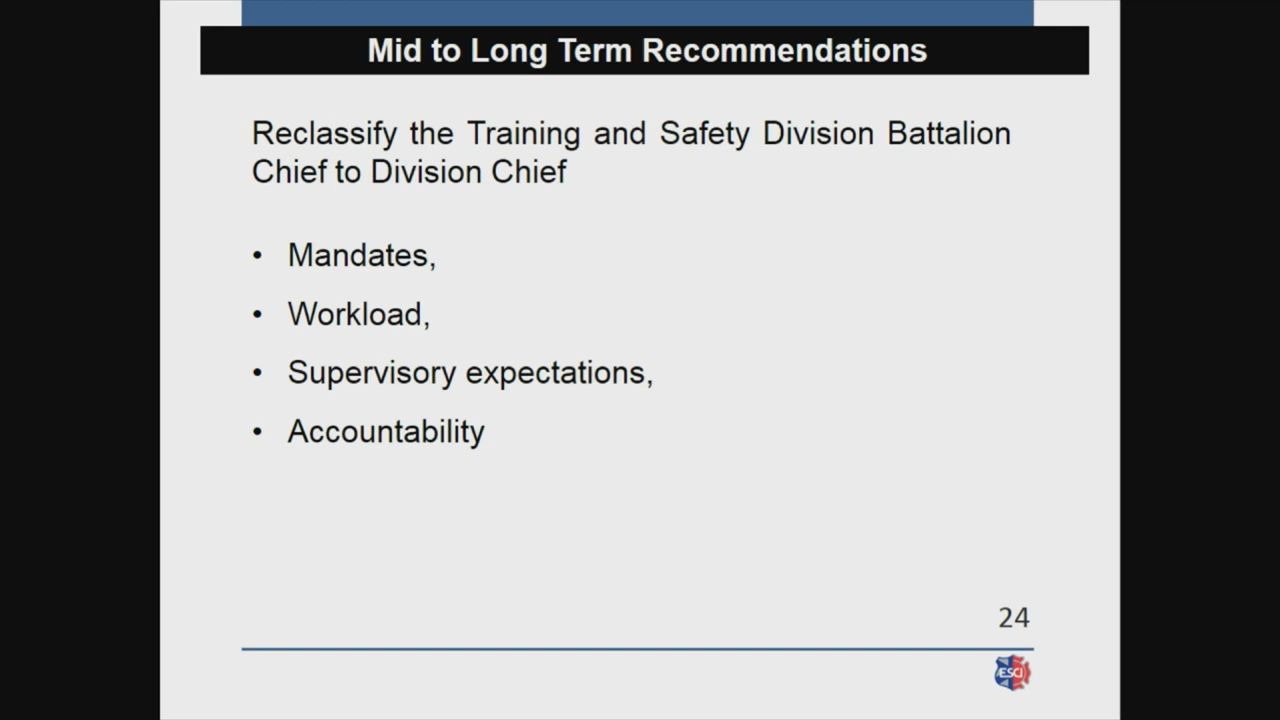 Mid to Long Term Recommendations
Reclassify the Training and Safety Division Battalion
Chief to Division Chief
• Mandates,
• Workload,
• Supervisory expectations,
• Accountability
24
ESCI